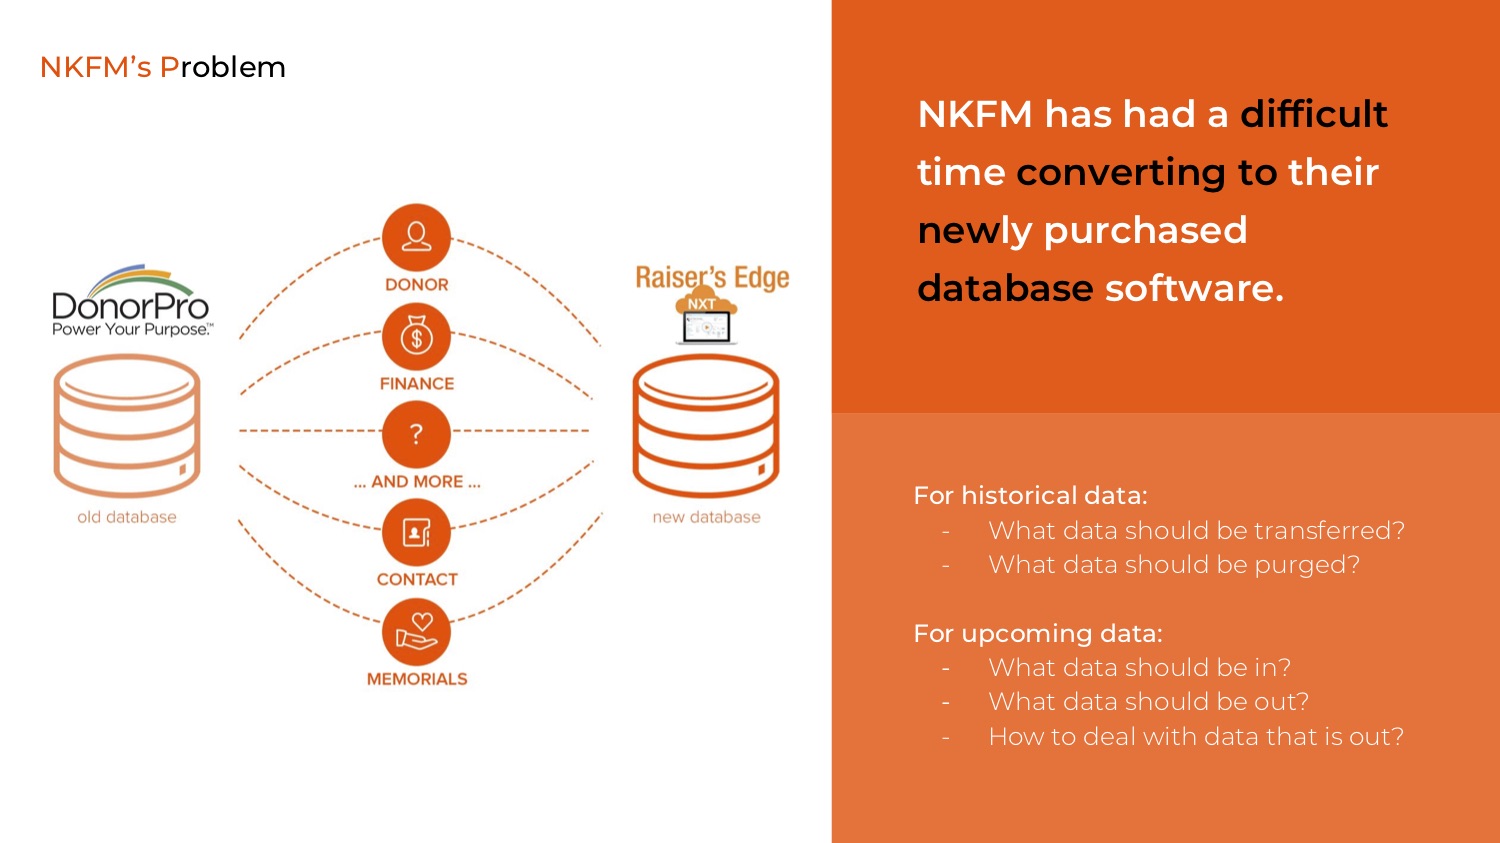 NKFM’s Problem
DonorPro
Power Your Purpose.™
old database
DONOR
$
FINANCE
?
... AND MORE ...
CONTACT
MEMORIALS
Raiser’s Edge
NXT
new database
NKFM has had a difficult
time converting to their
newly purchased
database software.
For historical data:
- What data should be transferred?
- What data should be purged?
For upcoming data:
- What data should be in?
- What data should be out?
- How to deal with data that is out?